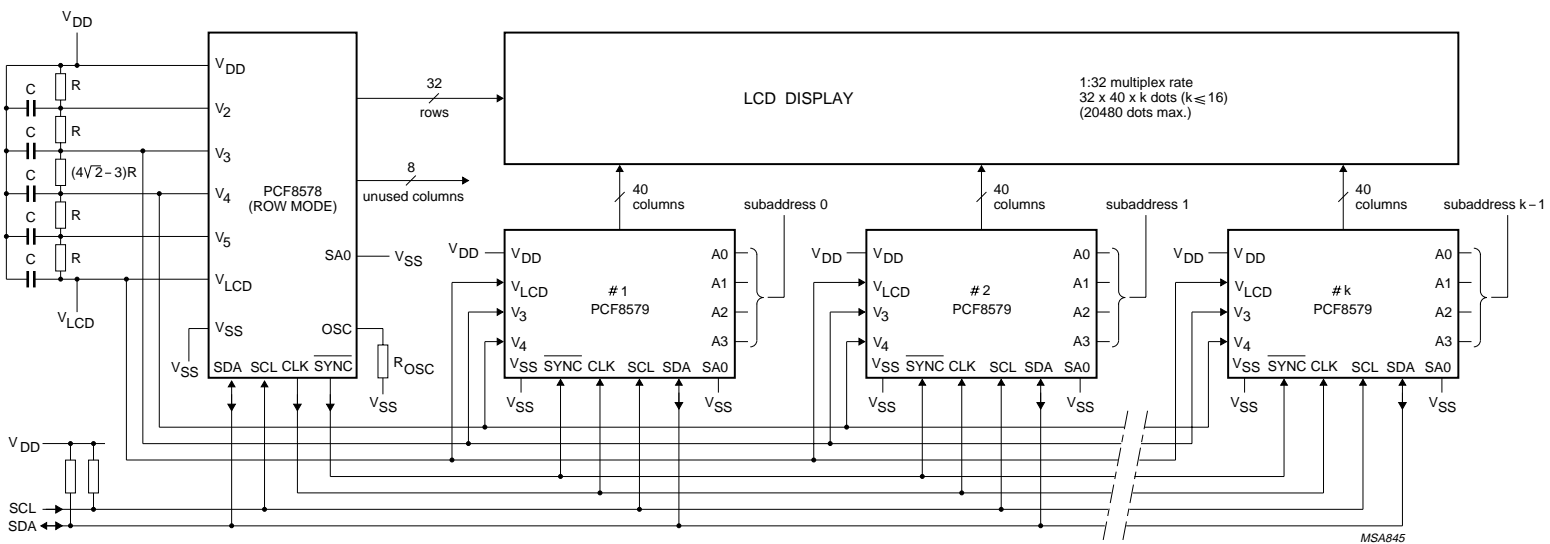 VDD
C
R
C
R
C
(4√2−3)R
C
R
C
R
VLCD
VSS
VDD
V2
V3
V4
V5
VLCD
VSS
PCF8578
(ROW MODE)
SA0
VSS
OSC
ROSC
VSS
SDA SCL CLK SYNC
32
rows
8
unused columns
LCD DISPLAY
1:32 multiplex rate
32 x 40 x k dots (k ⩽ 16)
(20480 dots max.)
40
columns
subaddress 0
40
columns
subaddress 1
40
columns
subaddress k−1
VDD
VDD
VLCD
V3
V4
#1
PCF8579
A0
A1
A2
A3
VSS SYNC CLK SCL SDA SA0
VSS
VSS
VDD
VDD
VLCD
V3
V4
#2
PCF8579
A0
A1
A2
A3
VSS SYNC CLK SCL SDA SA0
VSS
VSS
VDD
VDD
VLCD
V3
V4
#k
PCF8579
A0
A1
A2
A3
VSS SYNC CLK SCL SDA SA0
VSS
VSS
VDD
SCL
SDA
MSA845